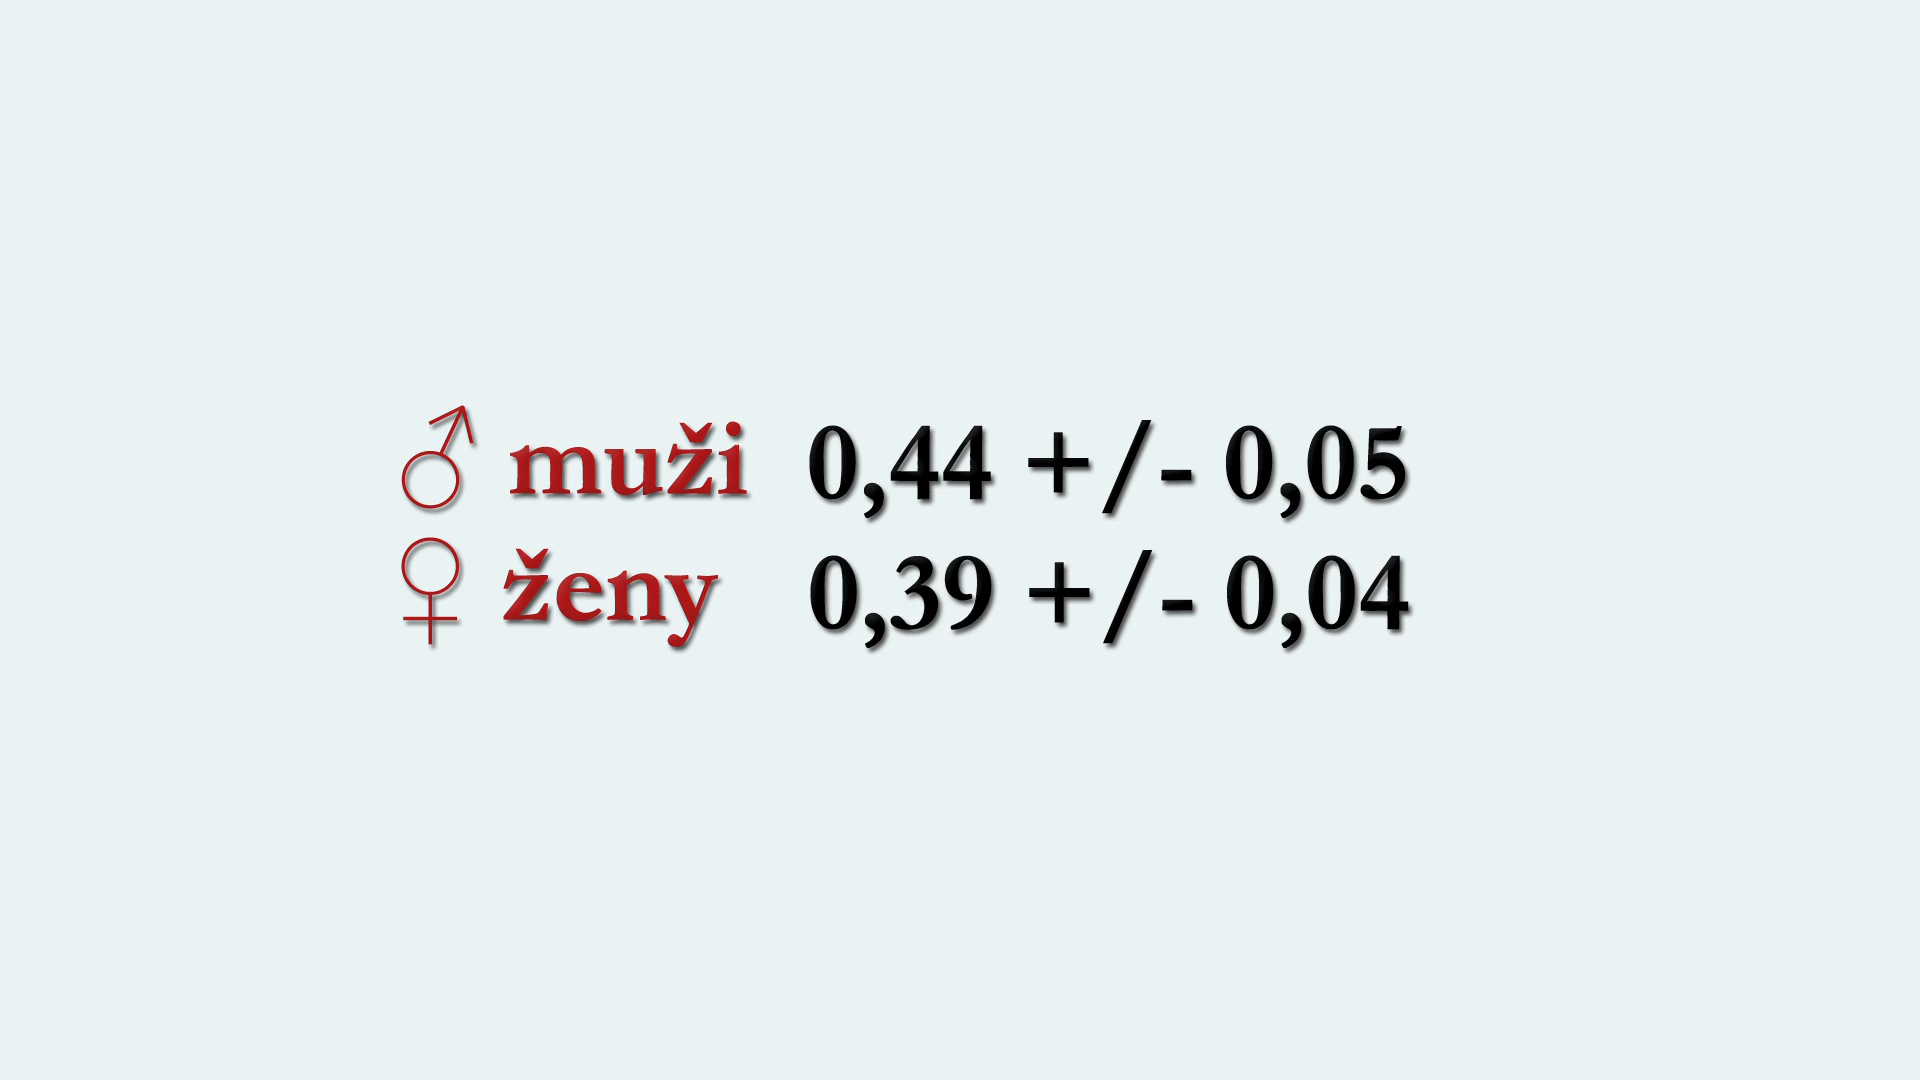 ♂ muži 0,44 +/- 0,05
♀ ženy 0,39 +/- 0,04